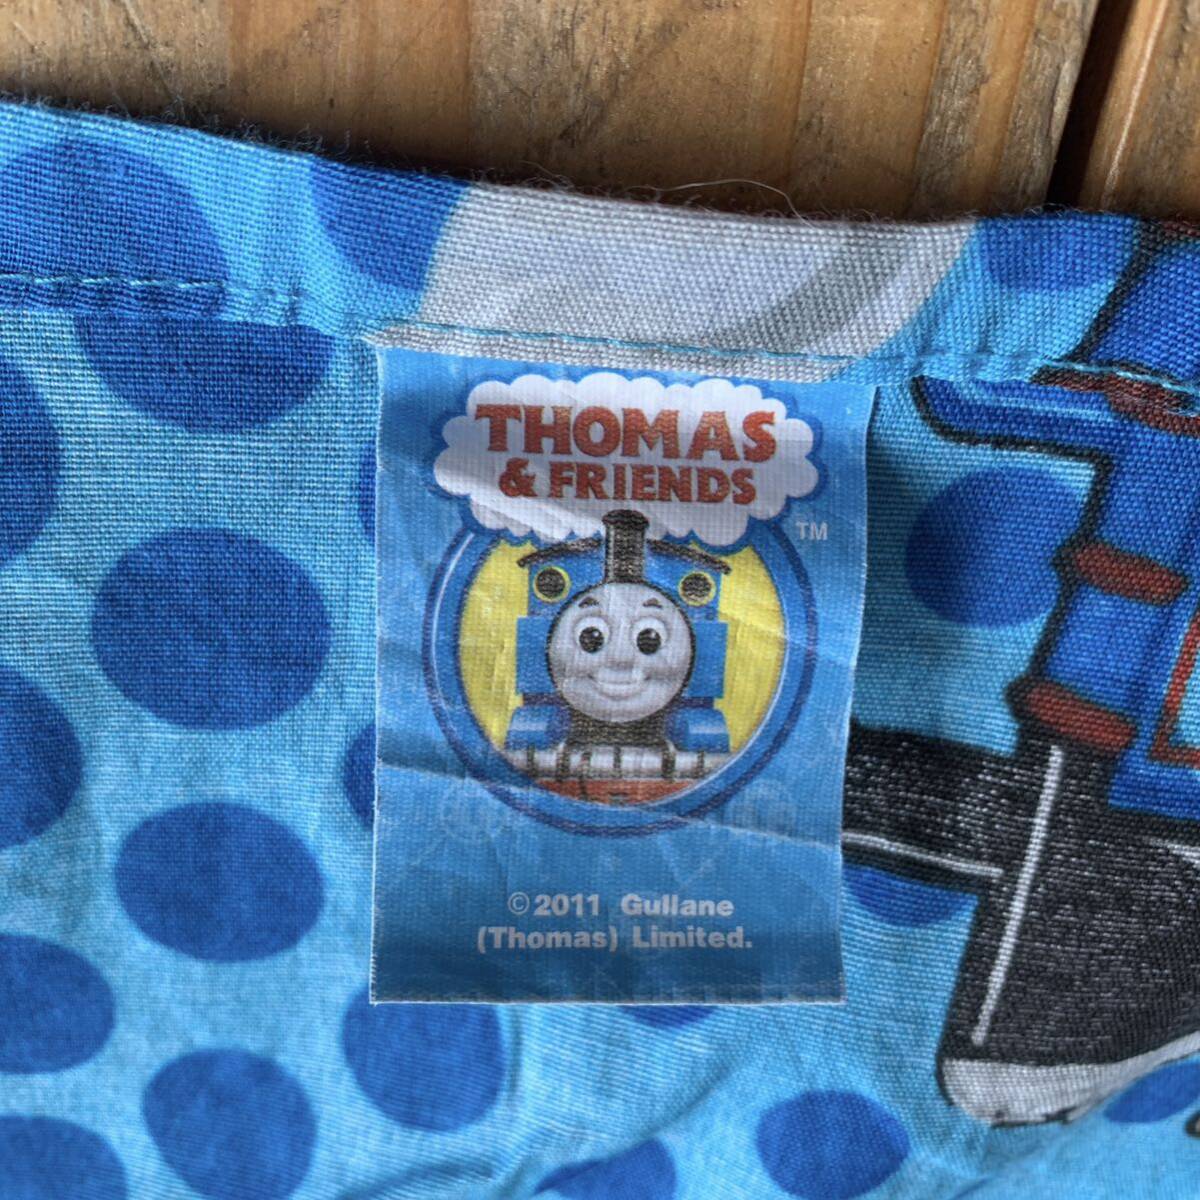 THOMAS
& FRIENDS
TM
©2011 Gullane
(Thomas) Limited.